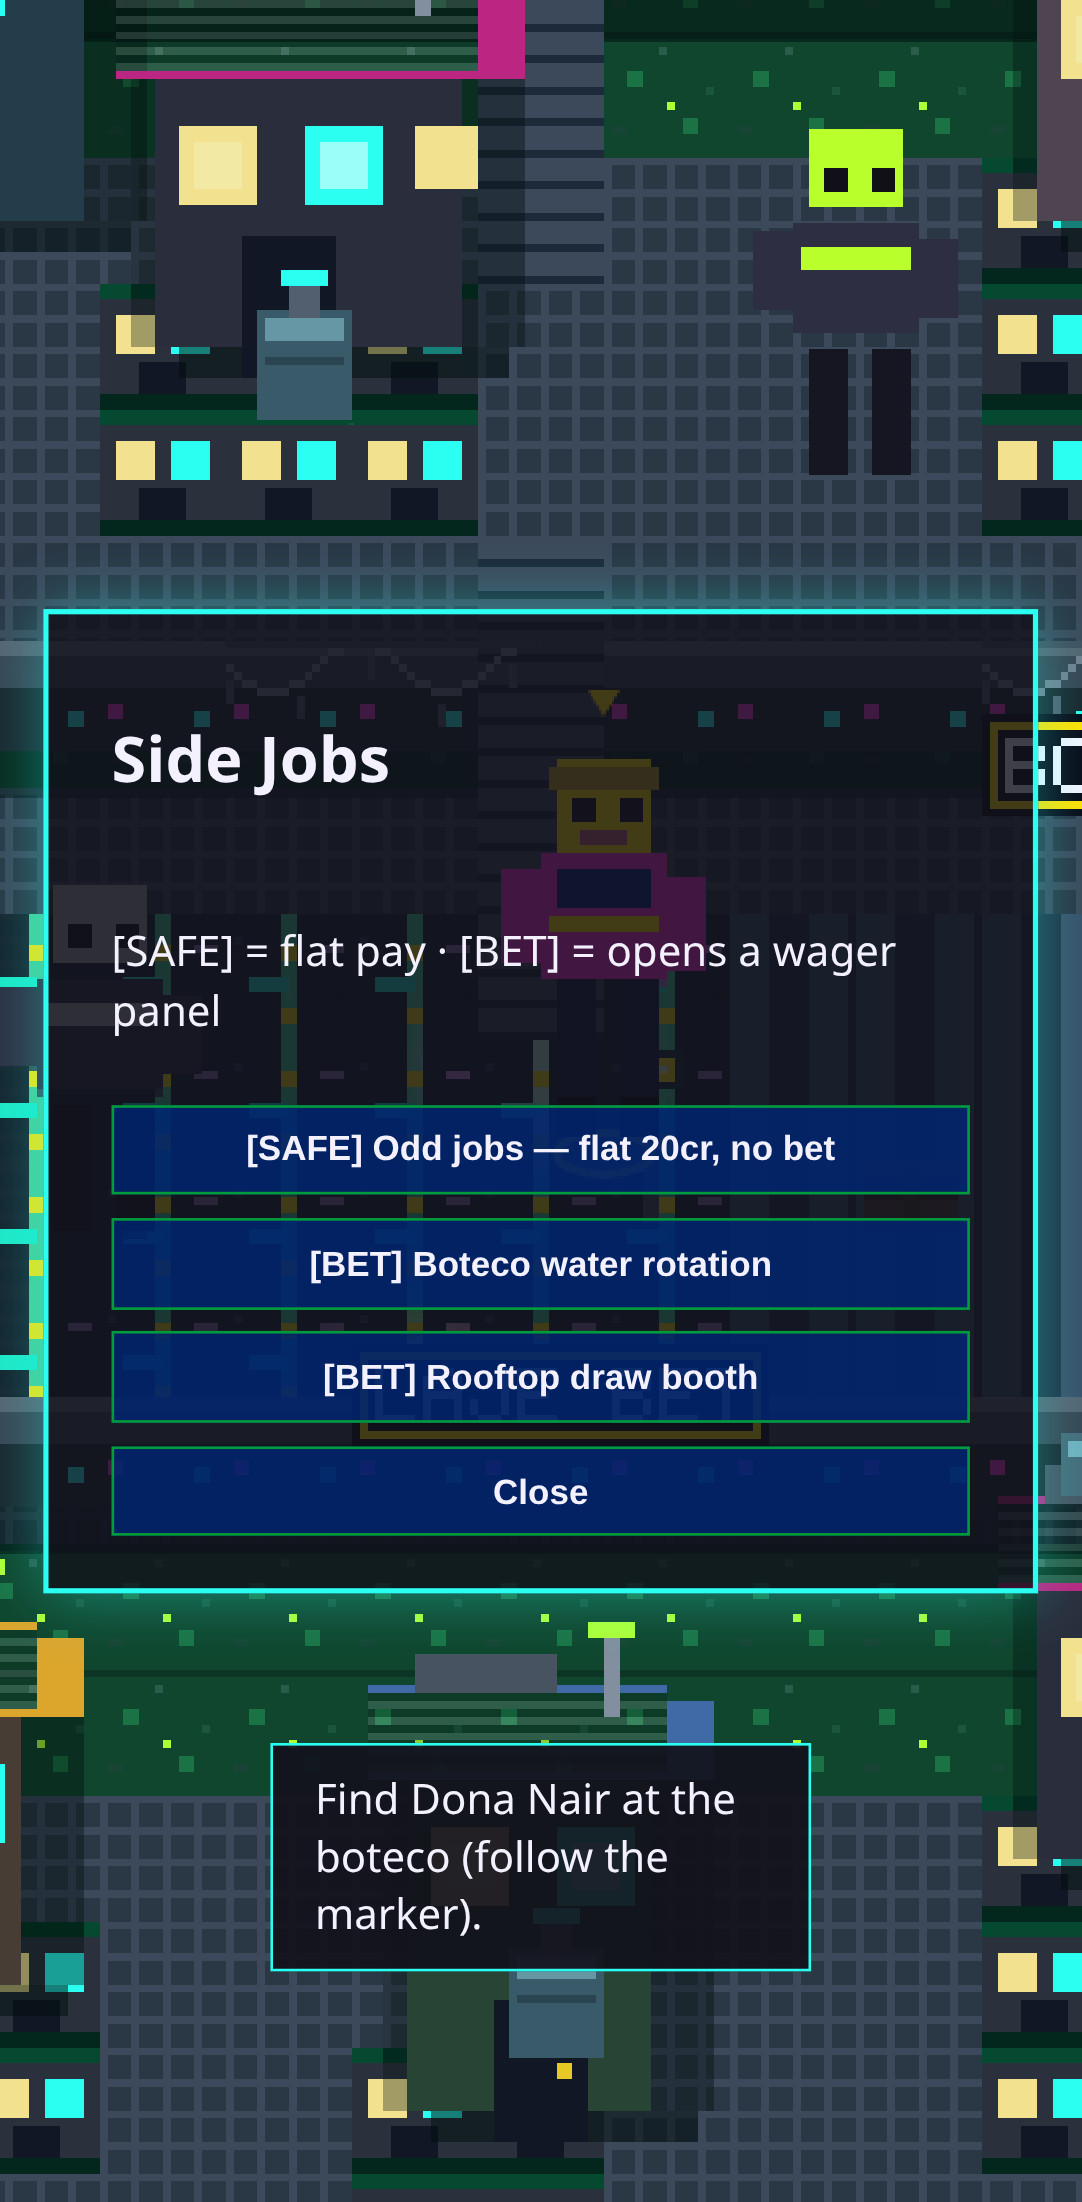 Side Jobs
[SAFE] = flat pay · [BET] = opens a wager
panel
[SAFE] Odd jobs — flat 20cr, no bet
[BET] Boteco water rotation
[BET] Rooftop draw booth
Close
Find Dona Nair at the
boteco (follow the
marker).